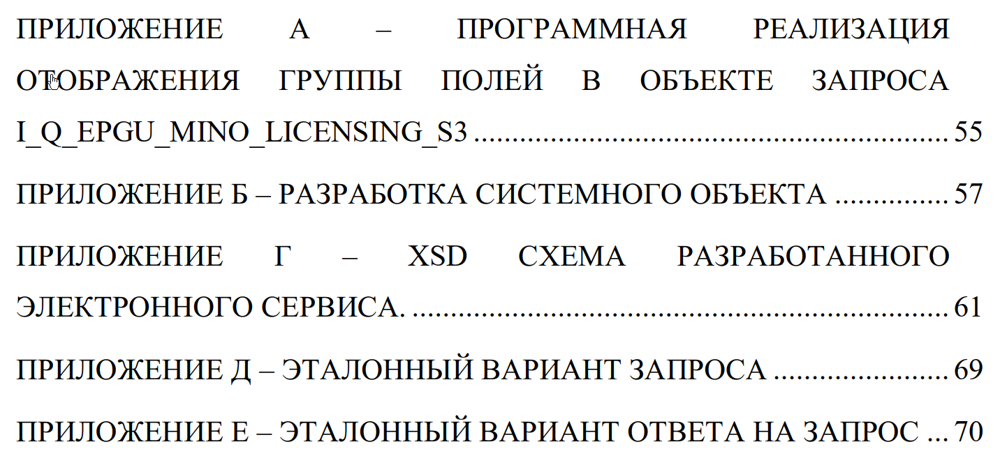 ПРИЛОЖЕНИЕ А – ПРОГРАММНАЯ РЕАЛИЗАЦИЯ
ОТОБРАЖЕНИЯ ГРУППЫ ПОЛЕЙ В ОБЪЕКТЕ ЗАПРОСА
I_Q_EPGU_MINO_LICENSING_S3 ............................................................... 55
ПРИЛОЖЕНИЕ Б – РАЗРАБОТКА СИСТЕМНОГО ОБЪЕКТА ............... 57
ПРИЛОЖЕНИЕ Г – XSD СХЕМА РАЗРАБОТАННОГО
ЭЛЕКТРОННОГО СЕРВИСА. ....................................................................... 61
ПРИЛОЖЕНИЕ Д – ЭТАЛОННЫЙ ВАРИАНТ ЗАПРОСА ....................... 69
ПРИЛОЖЕНИЕ Е – ЭТАЛОННЫЙ ВАРИАНТ ОТВЕТА НА ЗАПРОС ... 70